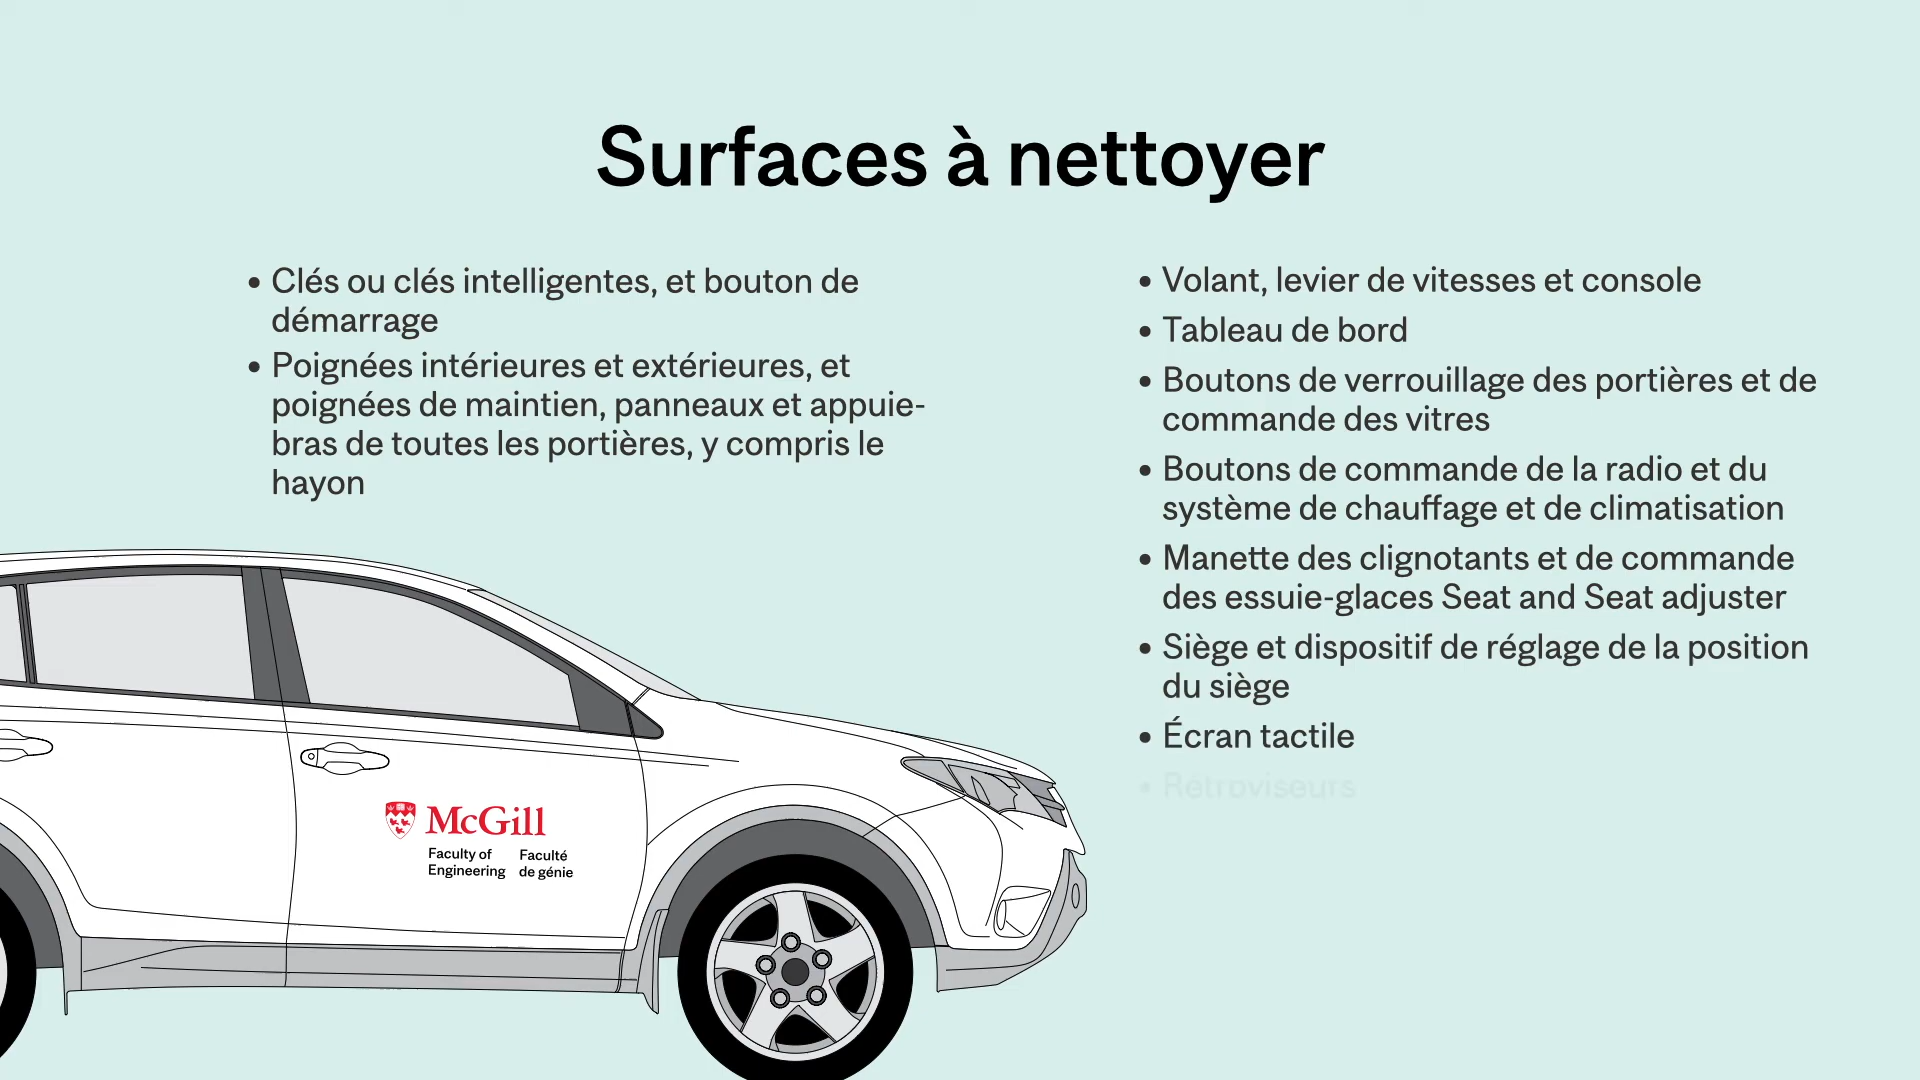 Surfaces à nettoyer
• Clés ou clés intelligentes, et bouton de
démarrage
• Poignées intérieures et extérieures, et
poignées de maintien, panneaux et appuie-
bras de toutes les portières, y compris le
hayon
• Volant, levier de vitesses et console
• Tableau de bord
• Boutons de verrouillage des portières et de
commande des vitres
• Boutons de commande de la radio et du
système de chauffage et de climatisation
• Manette des clignotants et de commande
des essuie-glaces Seat and Seat adjuster
• Siège et dispositif de réglage de la position
du siège
• Écran tactile
• Rétroviseurs
McGill
Faculty of Faculté
Engineering de génie